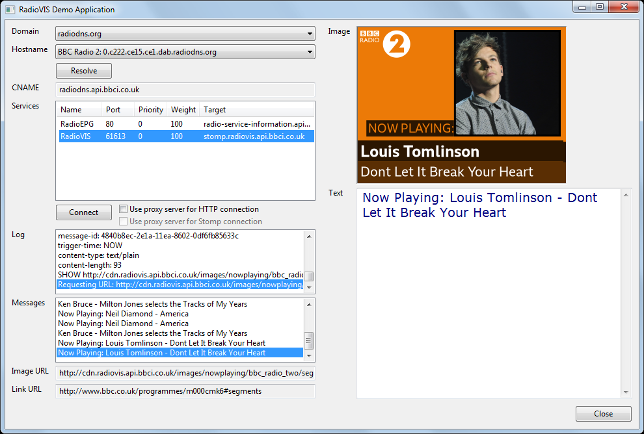 RadioVIS Demo Application
Domain
radiodns.org
Hostname
BBC Radio 2: 0.c222.ce15.ce1.dab.radiodns.org
Resolve
CNAME
radiodns.api.bbci.co.uk
Services
Name Port Priority Weight Target
RadioEPG 80 0 100 radio-service-information.api...
RadioVIS 61613 0 100 stomp.radiovis.api.bbci.co.uk
Connect
Use proxy server for HTTP connection
Use proxy server for Stomp connection
Log
message-id: 4840b8ec-2e1a-11ea-8602-0df6fb85633c
trigger-time: NOW
content-type: text/plain
content-length: 93
SHOW http://cdn.radiovis.api.bbci.co.uk/images/nowplaying/bbc_radio
Requesting URL: http://cdn.radiovis.api.bbci.co.uk/images/nowplaying/
Messages
Ken Bruce - Milton Jones selects the Tracks of My Years
Now Playing: Neil Diamond - America
Now Playing: Neil Diamond - America
Ken Bruce - Milton Jones selects the Tracks of My Years
Now Playing: Louis Tomlinson - Dont Let It Break Your Heart
Now Playing: Louis Tomlinson - Dont Let It Break Your Heart
Image URL
http://cdn.radiovis.api.bbci.co.uk/images/nowplaying/bbc_radio_two/seg
Link URL
http://www.bbc.co.uk/programmes/m000cmk6#segments
Image
BBC
RADIO
2
NOW PLAYING:
Louis Tomlinson
Dont Let It Break Your Heart
Text
Now Playing: Louis Tomlinson - Dont
Let It Break Your Heart
Close